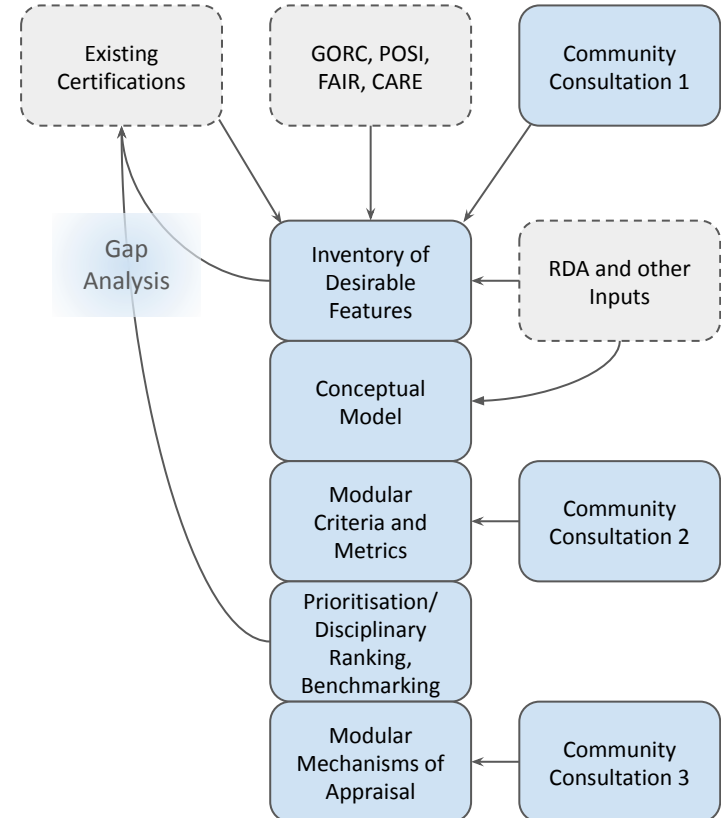 Existing
Certifications
GORC, POSI,
FAIR, CARE
Community
Consultation 1
Gap
Analysis
Inventory of
Desirable
Features
RDA and other
Inputs
Conceptual
Model
Modular
Criteria and
Metrics
Community
Consultation 2
Prioritisation/
Disciplinary
Ranking,
Benchmarking
Modular
Mechanisms of
Appraisal
Community
Consultation 3